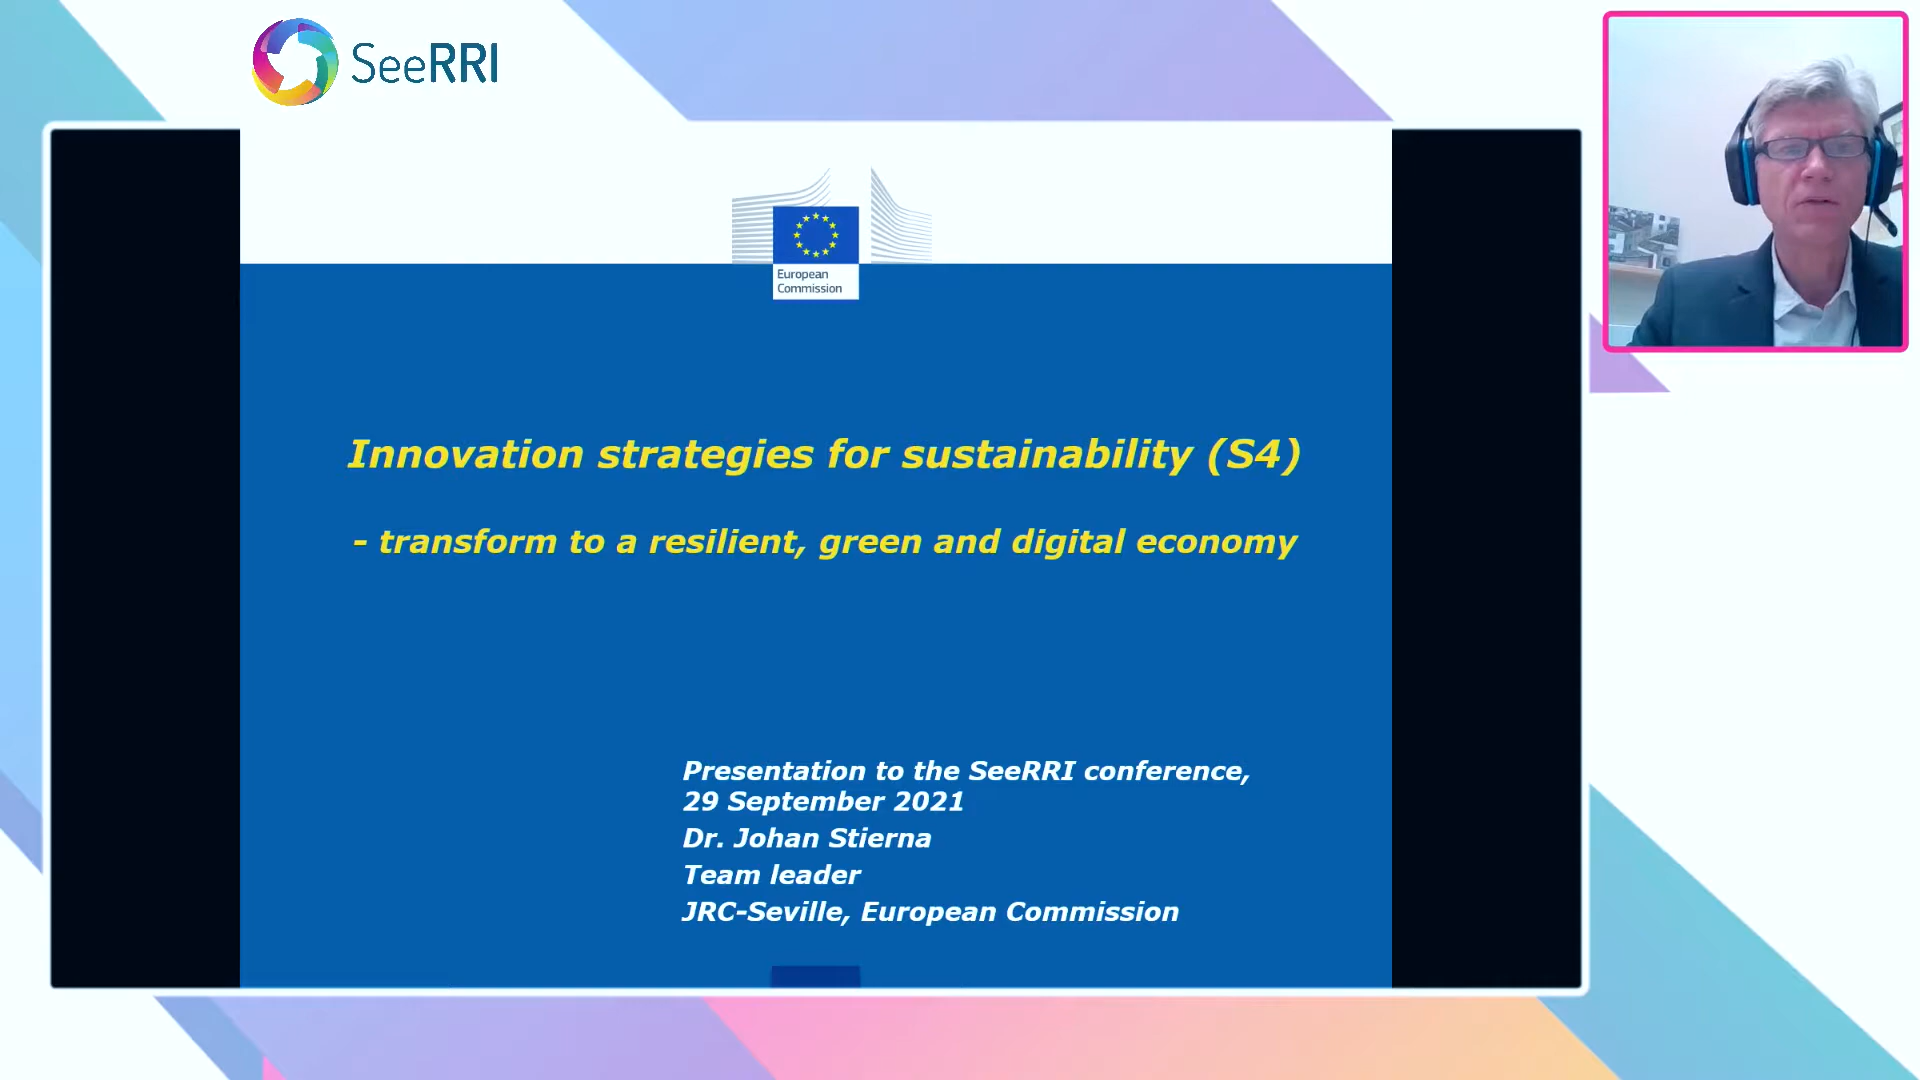 SeeRRI
European
Commission
Innovation strategies for sustainability (S4)
- transform to a resilient, green and digital economy
Presentation to the SeeRRI conference,
29 September 2021
Dr. Johan Stierna
Team leader
JRC-Seville, European Commission